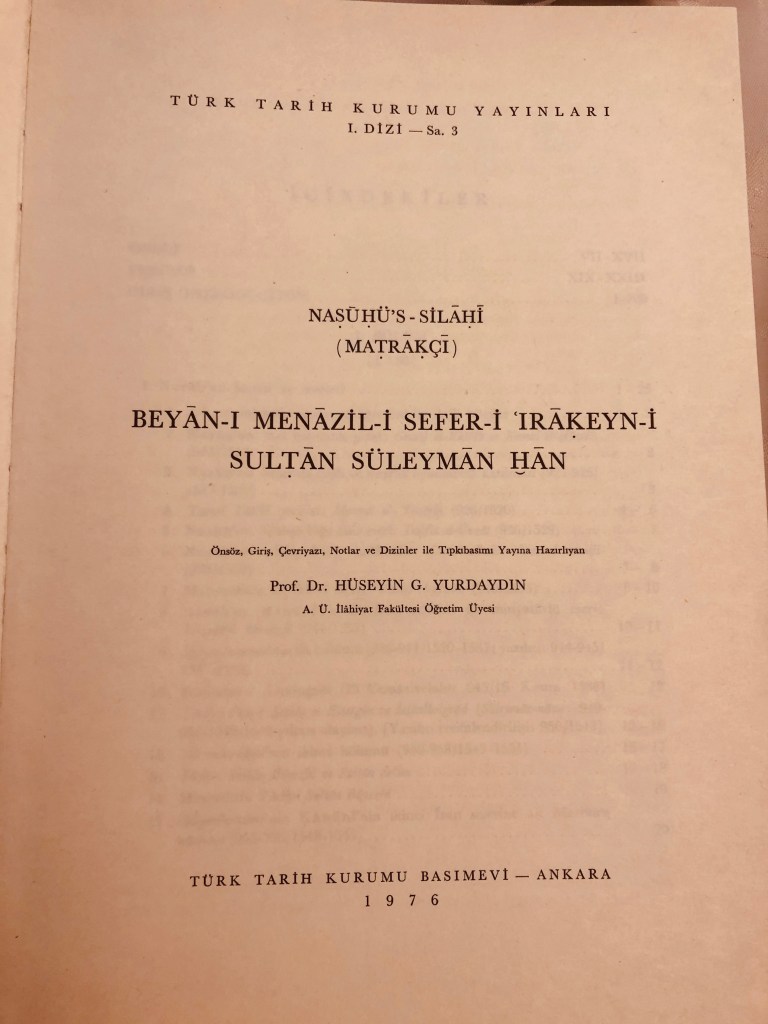 TÜRK TARİH KURUMU YAYINLARI
I. DİZİ — Sa. 3
NAṢŪḤÜ'S - SİLĀḤĪ
(MAṬRĀḲÇĪ)
BEYĀN-I MENĀZİL-İ SEFER-İ ʿIRĀḲEYN-İ
SULṬĀN SÜLEYMĀN ḪĀN
Önsöz, Giriş, Çevriyazı, Notlar ve Dizinler ile Tıpkıbasımı Yayına Hazırlıyan
Prof. Dr. HÜSEYİN G. YURDAYDIN
A. Ü. İlâhiyat Fakültesi Öğretim Üyesi
TÜRK TARİH KURUMU BASIMEVİ — ANKARA
1976